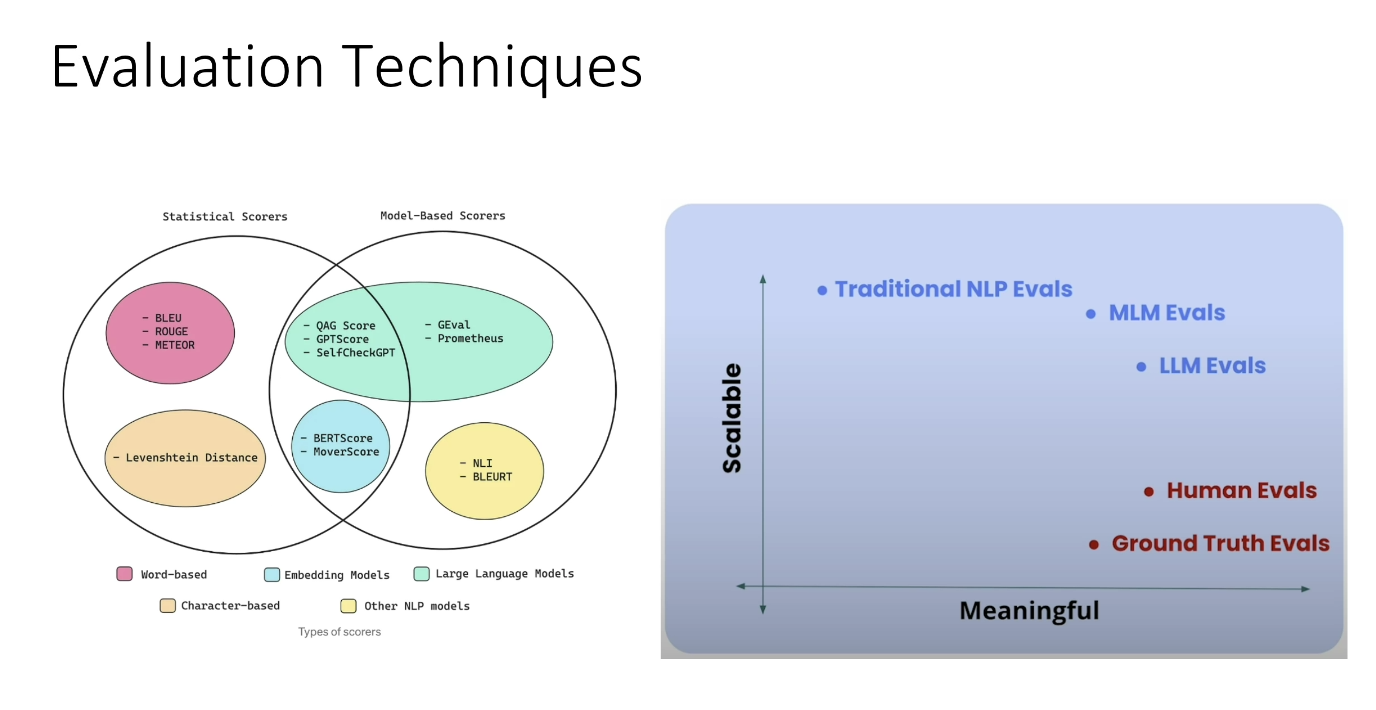 Evaluation Techniques
Statistical Scorers
Model-Based Scorers
- BLEU
- ROUGE
- METEOR
- QAG Score
- GPTScore
- SelfCheckGPT
- GEval
- Prometheus
- Levenshtein Distance
- BERTScore
- MoverScore
- NLI
- BLEURT
Word-based
Embedding Models
Large Language Models
Character-based
Other NLP models
Types of scorers
Traditional NLP Evals
MLM Evals
LLM Evals
Scalable
Human Evals
Ground Truth Evals
Meaningful